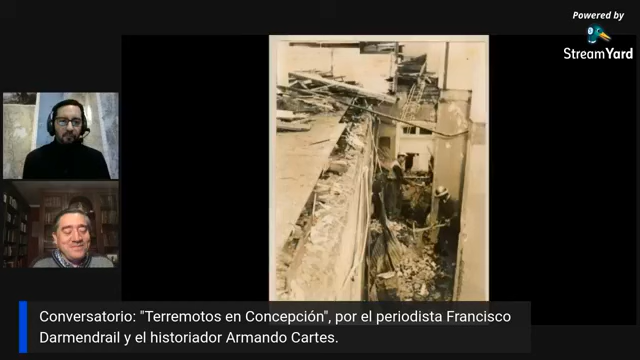 Powered by
StreamYard
Conversatorio: "Terremotos en Concepción", por el periodista Francisco
Darmendrail y el historiador Armando Cartes.